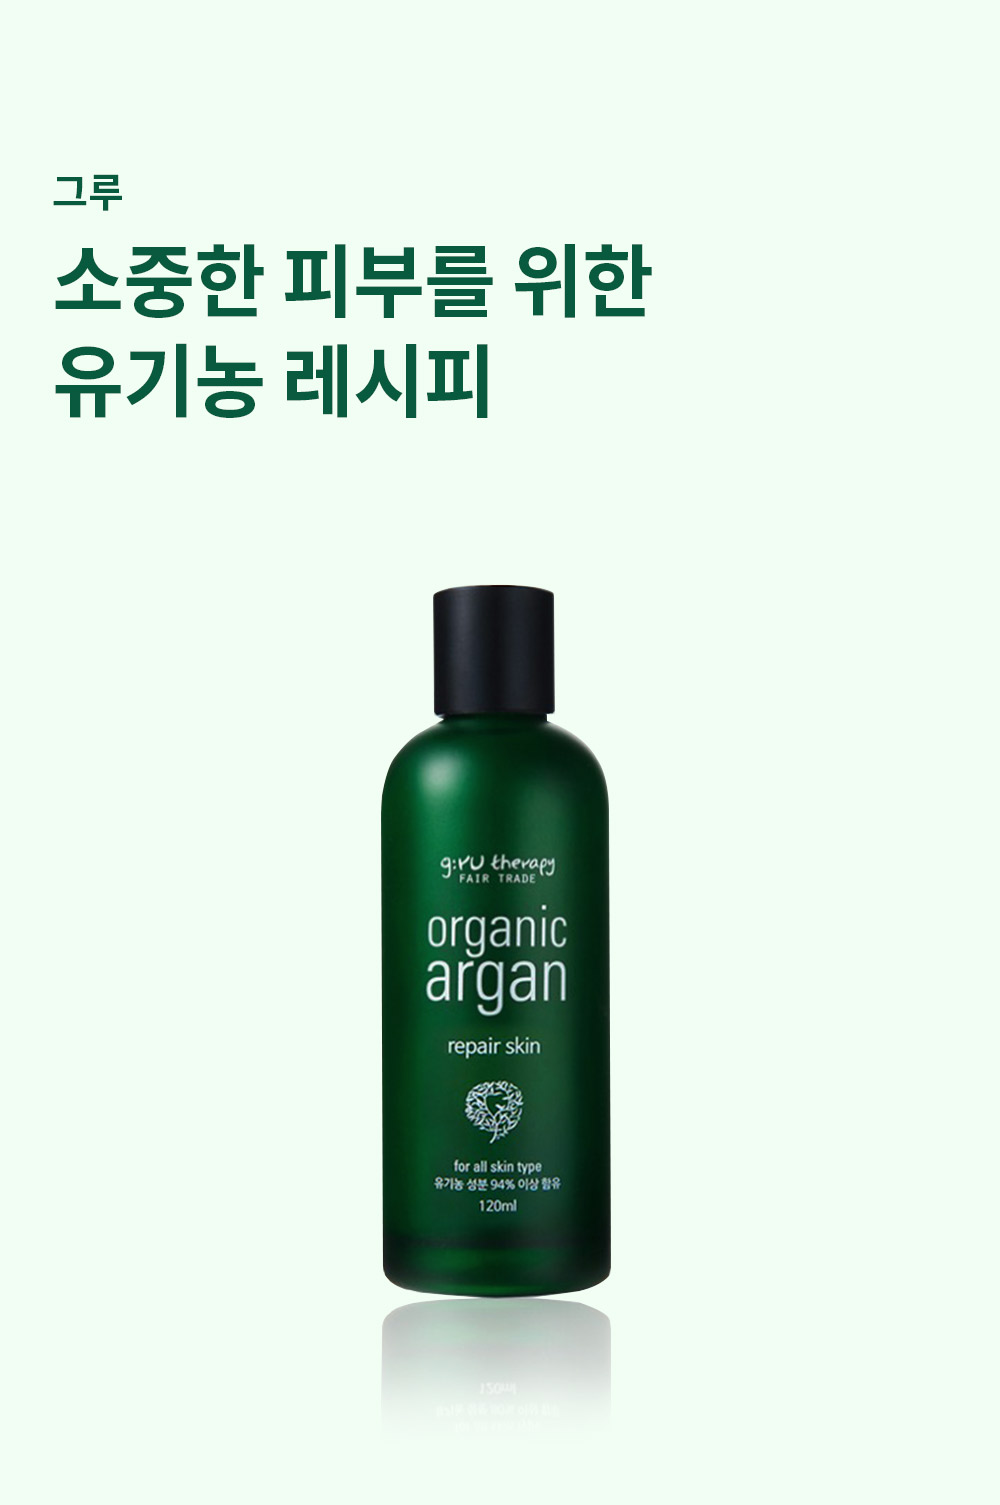 그루
소중한 피부를 위한
유기농 레시피
g:ru therapy
FAIR TRADE
organic
argan
repair skin
for all skin type
유기농 성분 94% 이상 함유
120ml